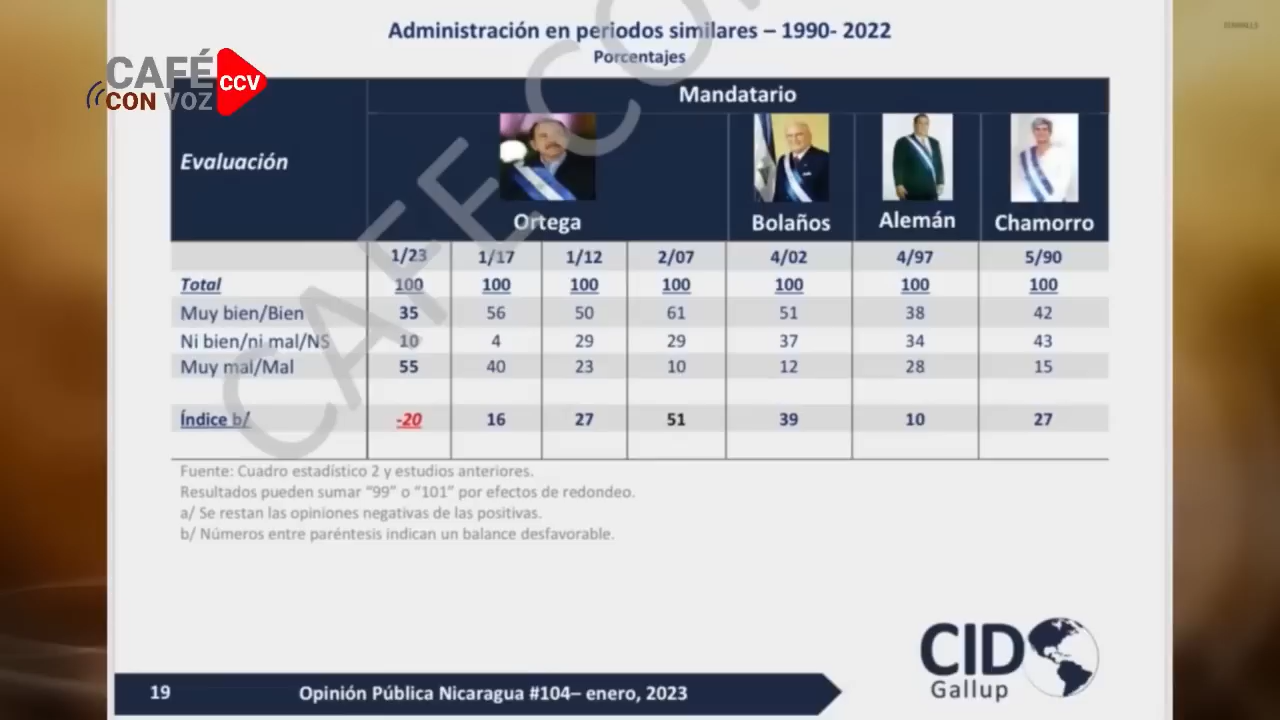 Administración en periodos similares – 1990- 2022
Porcentajes
CAFÉ
CON VOZ
CCV
Mandatario
Evaluación
Ortega Bolaños Alemán Chamorro
1/23 1/17 1/12 2/07 4/02 4/97 5/90
Total 100 100 100 100 100 100 100
Muy bien/Bien 35 56 50 61 51 38 42
Ni bien/ni mal/NS 10 4 29 29 37 34 43
Muy mal/Mal 55 40 23 10 12 28 15
Índice b/ -20 16 27 51 39 10 27
Fuente: Cuadro estadístico 2 y estudios anteriores.
Resultados pueden sumar "99" o "101" por efectos de redondeo.
a/ Se restan las opiniones negativas de las positivas.
b/ Números entre paréntesis indican un balance desfavorable.
CAFE CO
CID
Gallup
19 Opinión Pública Nicaragua #104– enero, 2023